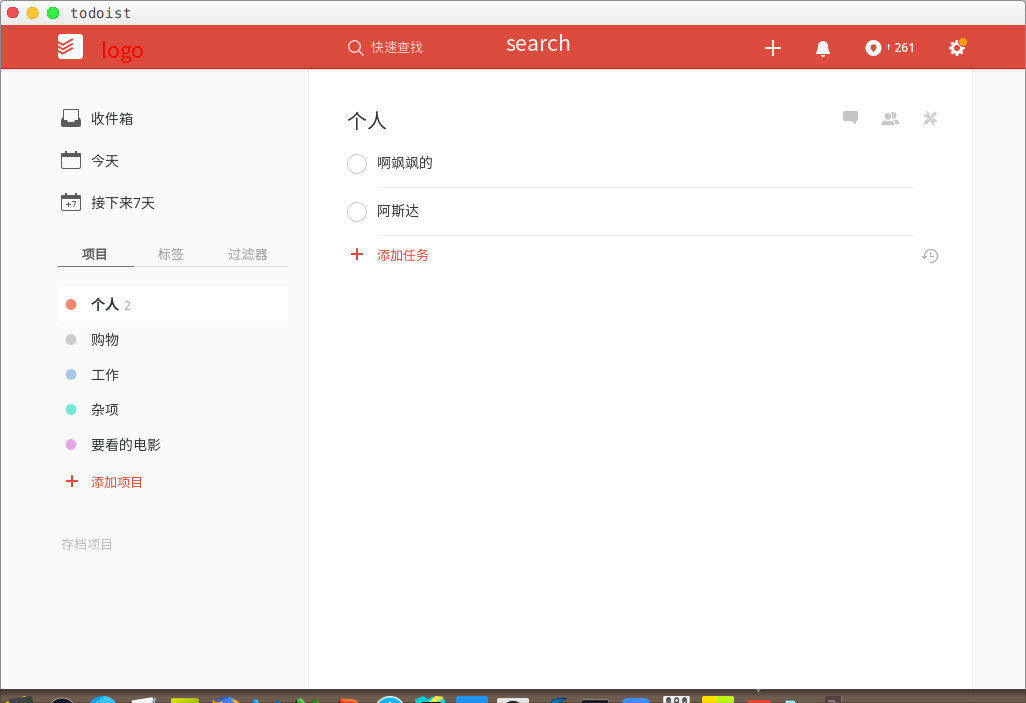 todoist
logo
快速查找
search
261
收件箱
今天
+7 接下来7天
项目 标签 过滤器
个人 2
购物
工作
杂项
要看的电影
添加项目
存档项目
个人
啊飒飒的
阿斯达
添加任务